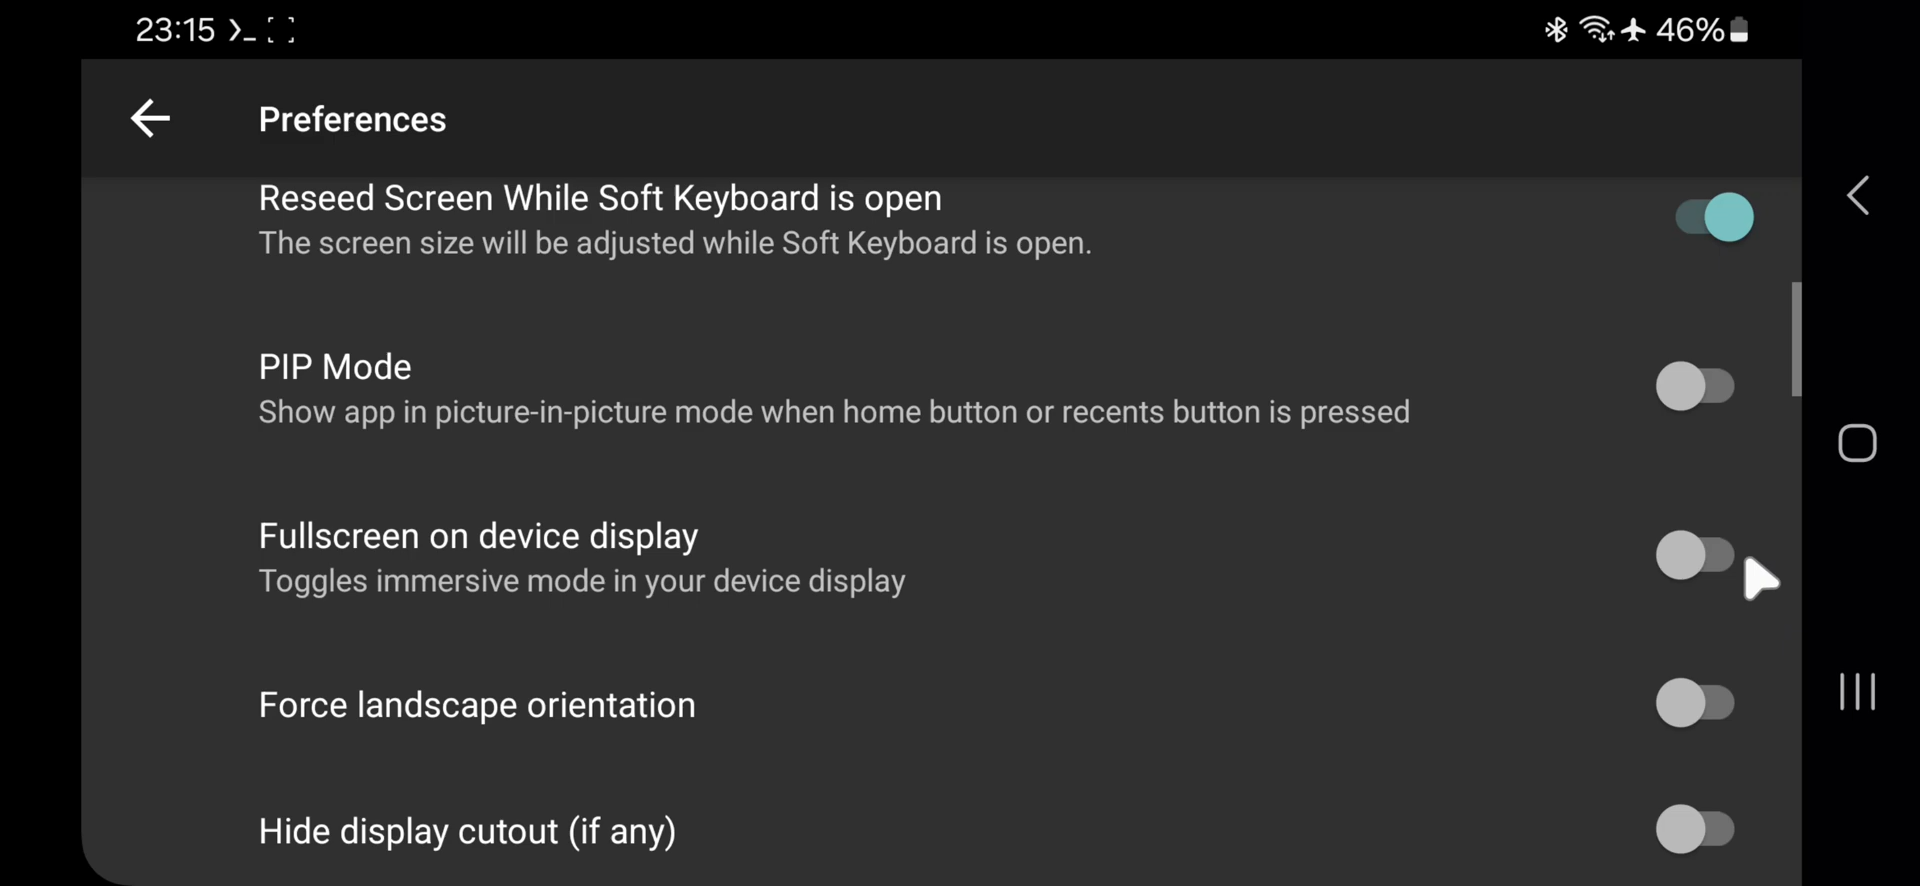 23:15
46%
Preferences
Reseed Screen While Soft Keyboard is open
The screen size will be adjusted while Soft Keyboard is open.
PIP Mode
Show app in picture-in-picture mode when home button or recents button is pressed
Fullscreen on device display
Toggles immersive mode in your device display
Force landscape orientation
Hide display cutout (if any)